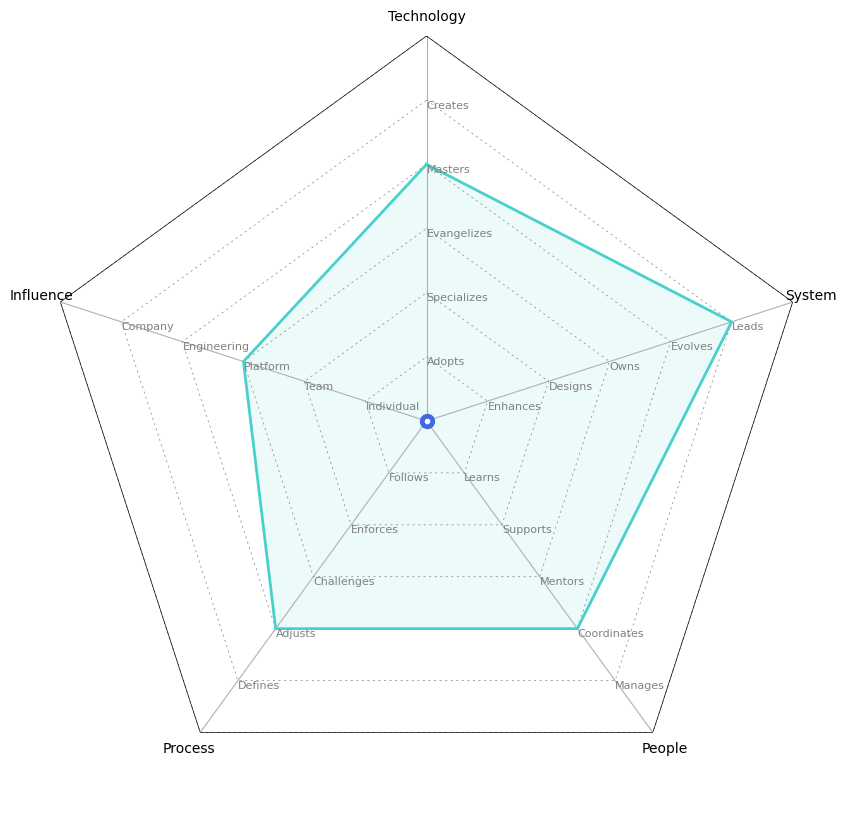 Technology
Creates
Masters
Evangelizes
Influence
System
Specializes
Company
Leads
Engineering
Evolves
Adopts
Platform
Owns
Team
Designs
Individual
Enhances
Follows
Learns
Enforces
Supports
Challenges
Mentors
Adjusts
Coordinates
Defines
Manages
Process
People